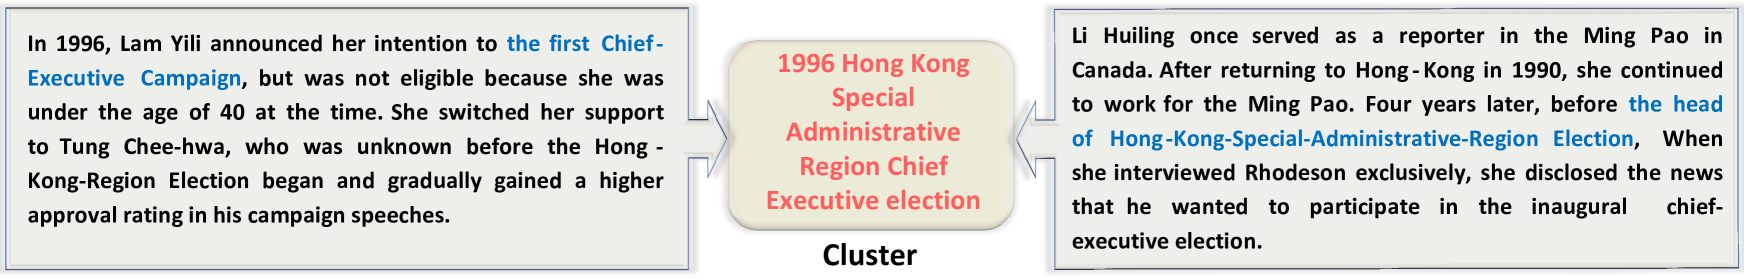 In 1996, Lam Yili announced her intention to the first Chief-
Executive Campaign, but was not eligible because she was
under the age of 40 at the time. She switched her support
to Tung Chee-hwa, who was unknown before the Hong -
Kong-Region Election began and gradually gained a higher
approval rating in his campaign speeches.
1996 Hong Kong
Special
Administrative
Region Chief
Executive election
Cluster
Li Huiling once served as a reporter in the Ming Pao in
Canada. After returning to Hong-Kong in 1990, she continued
to work for the Ming Pao. Four years later, before the head
of Hong-Kong-Special-Administrative-Region Election, When
she interviewed Rhodeson exclusively, she disclosed the news
that he wanted to participate in the inaugural chief-
executive election.